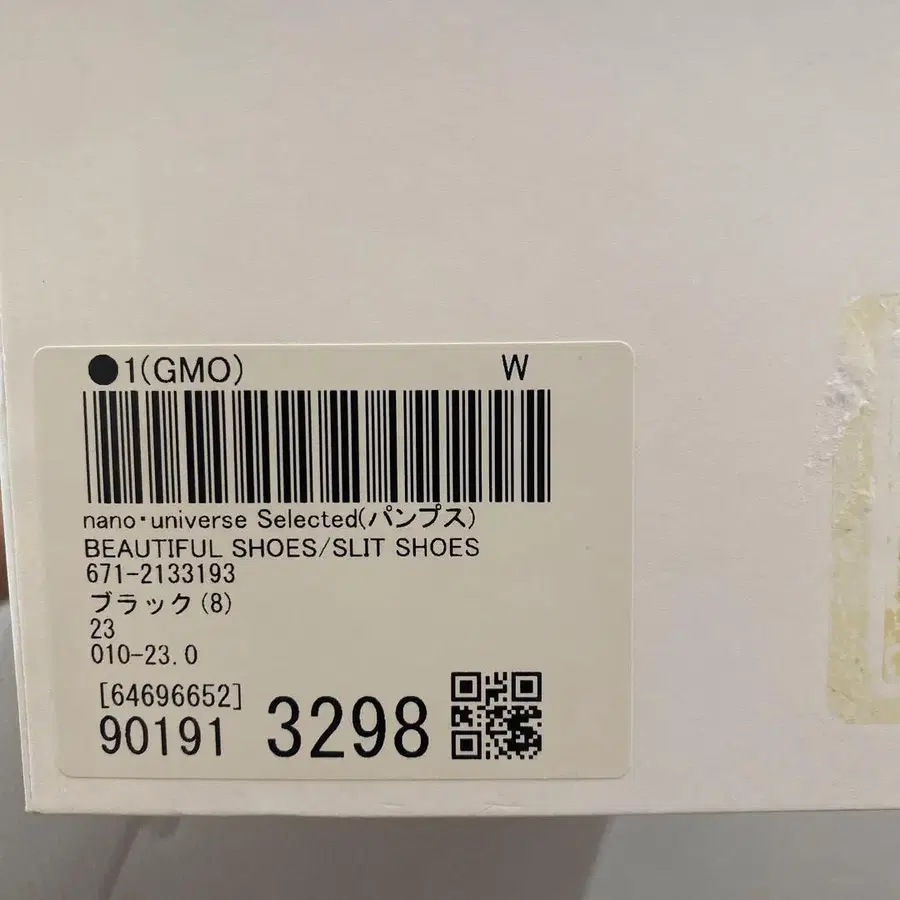 ●1(GMO) W
nano・universe Selected(パンプス)
BEAUTIFUL SHOES/SLIT SHOES
671-2133193
ブラック(8)
23
010-23.0
[64696652]
90191 3298